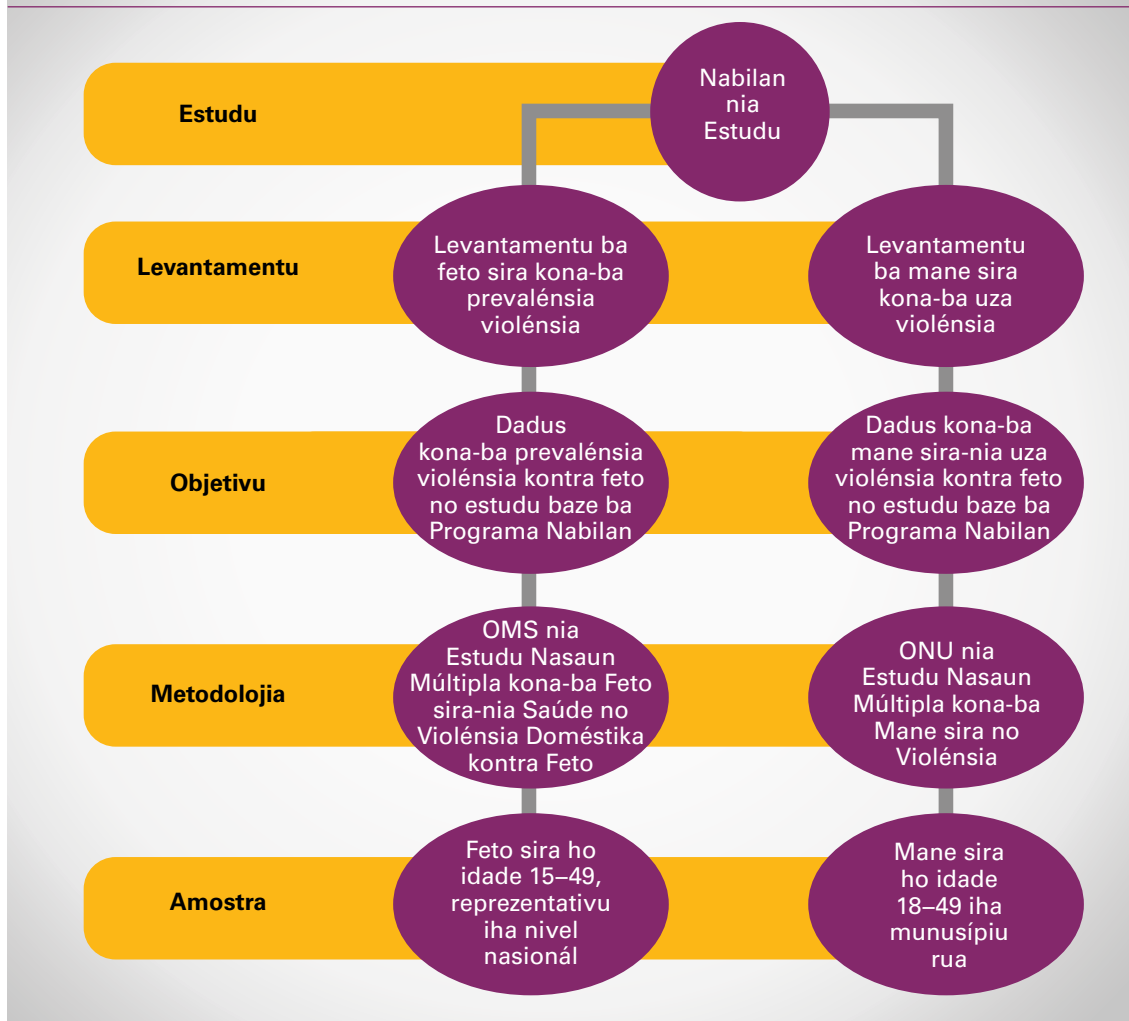 Estudu
Nabilan
nia
Estudu
Levantamentu
Levantamentu ba
feto sira kona-ba
prevalénsia
violénsia
Levantamentu
ba mane sira
kona-ba uza
violénsia
Objetivu
Dadus
kona-ba prevalénsia
violénsia kontra feto
no estudu baze ba
Programa Nabilan
Dadus kona-ba
mane sira-nia uza
violénsia kontra feto
no estudu baze ba
Programa Nabilan
Metodolojia
OMS nia
Estudu Nasaun
Múltipla kona-ba Feto
sira-nia Saúde no
Violénsia Doméstika
kontra Feto
ONU nia
Estudu Nasaun
Múltipla kona-ba
Mane sira no
Violénsia
Amostra
Feto sira ho
idade 15–49,
reprezentativu
iha nivel
nasionál
Mane sira
ho idade
18–49 iha
munusípiu
rua